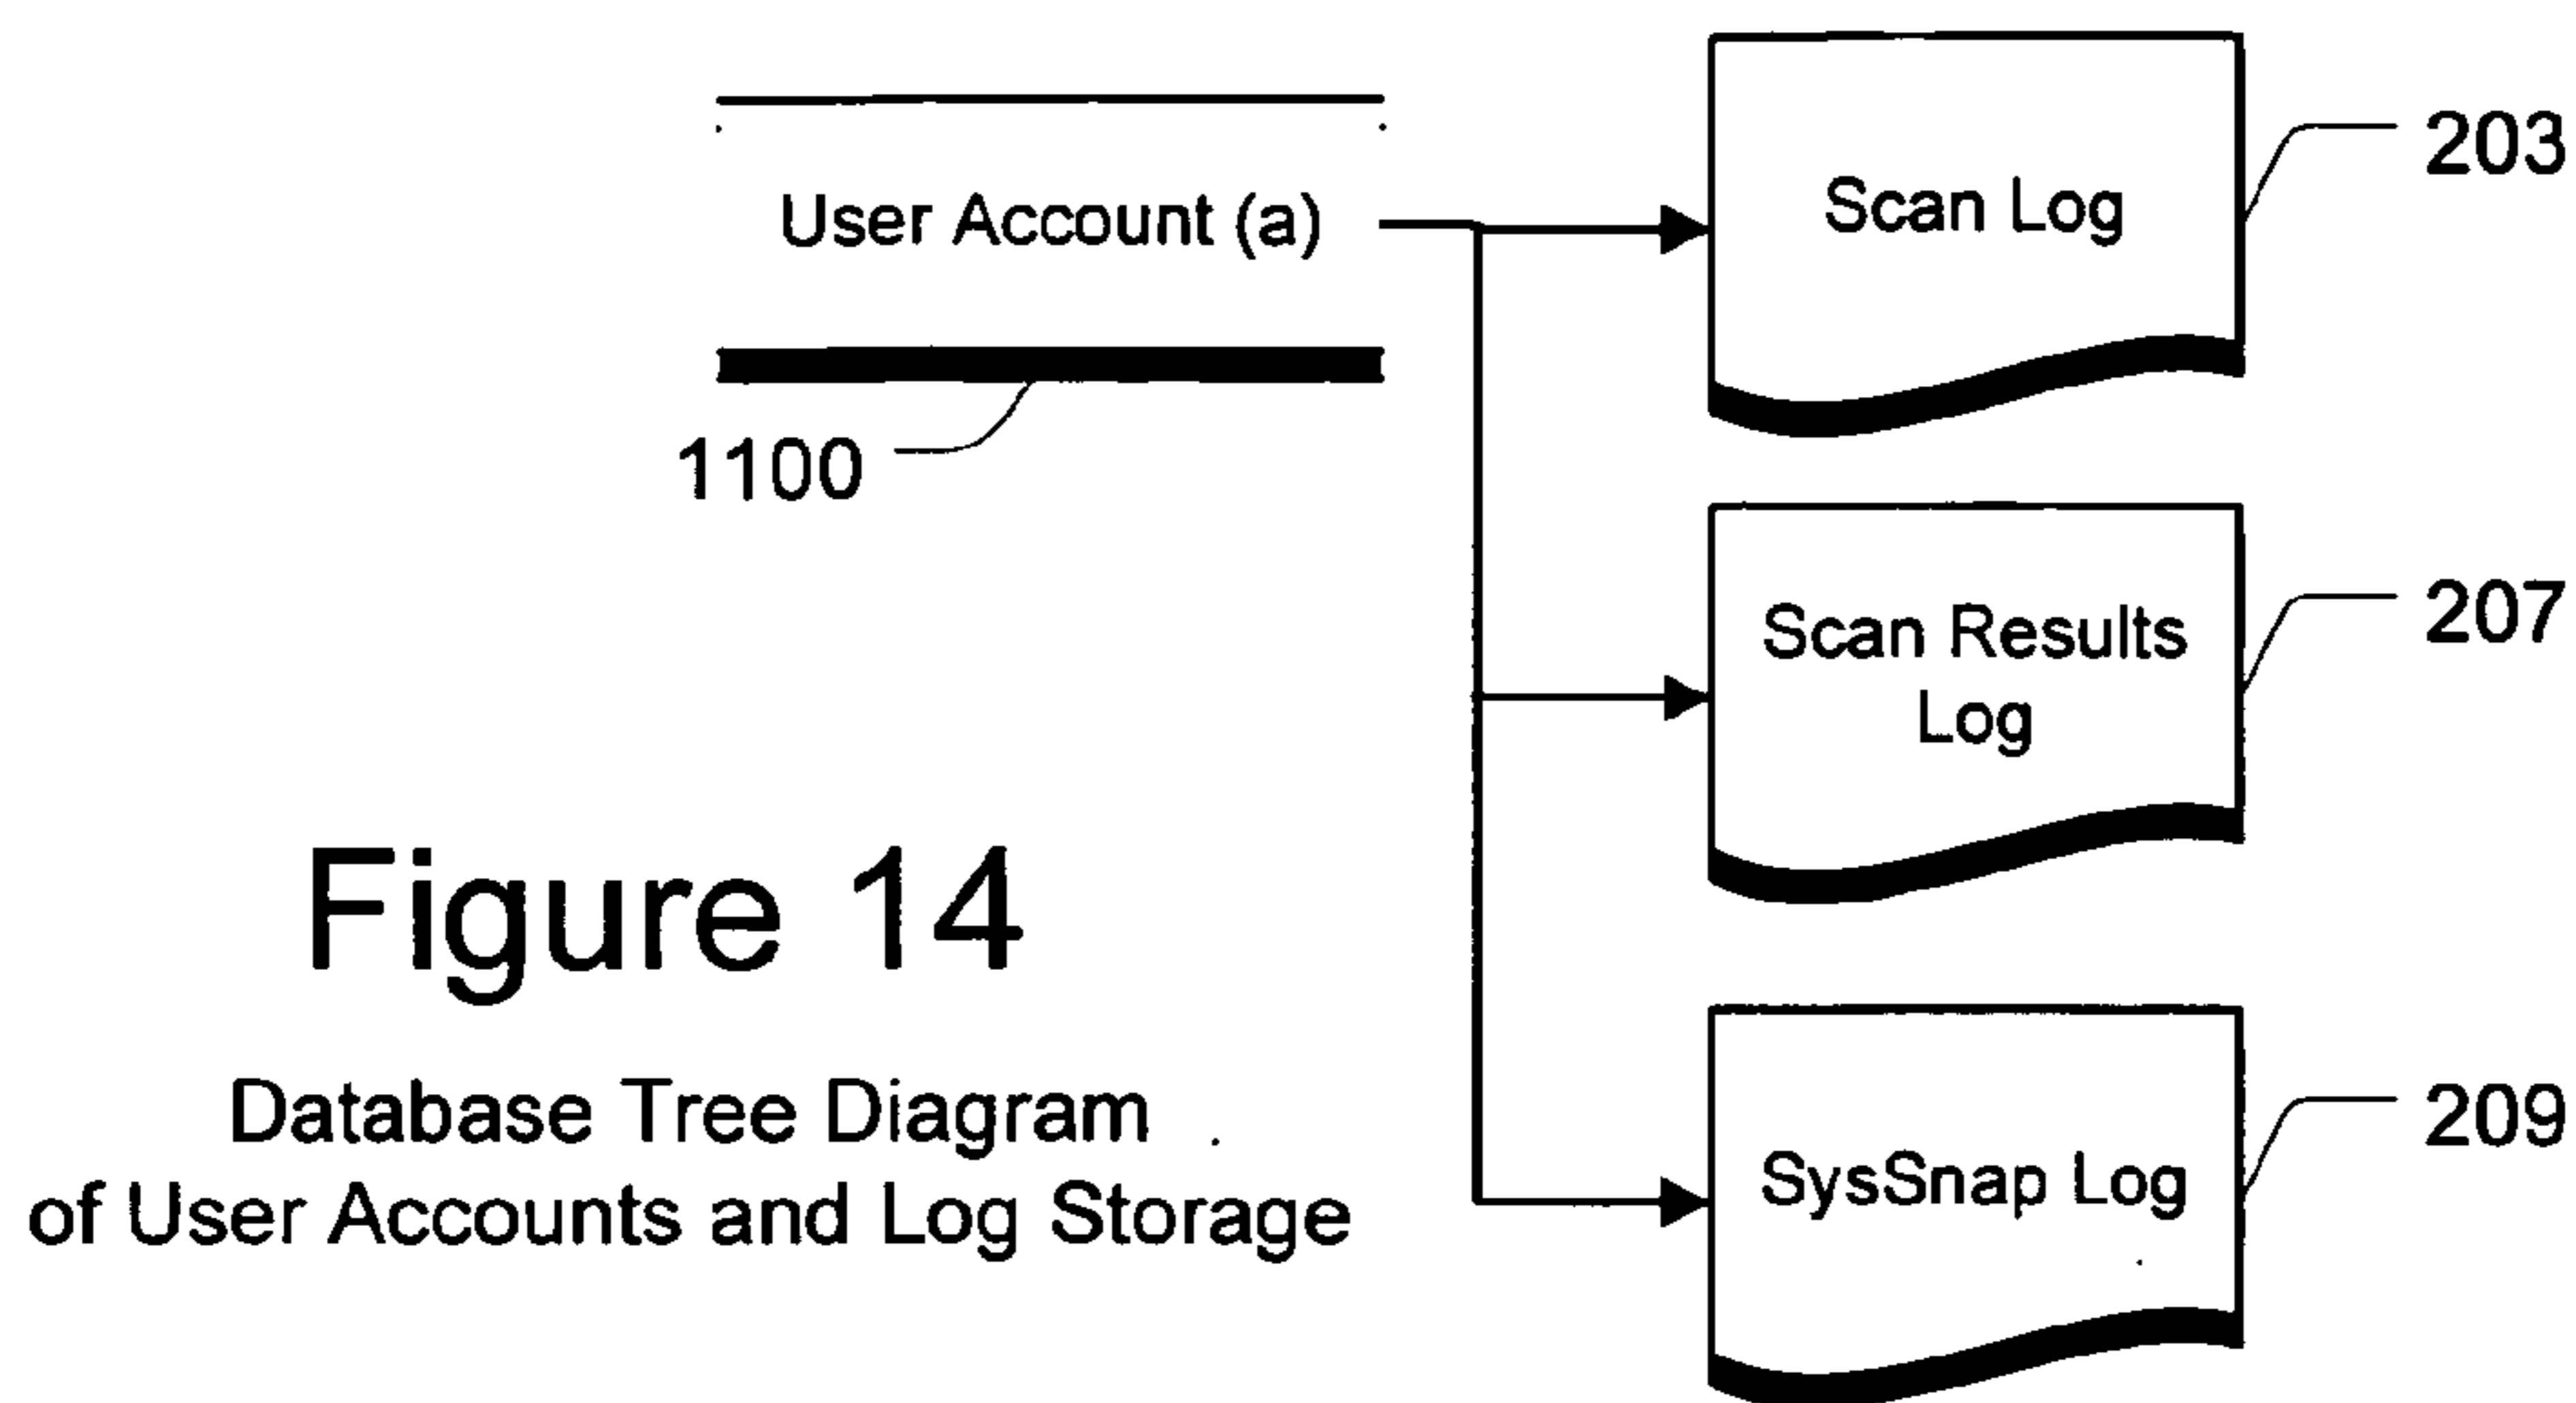 User Account (a)
1100
Scan Log
203
Scan Results
Log
207
SysSnap Log
209
Figure 14
Database Tree Diagram
of User Accounts and Log Storage